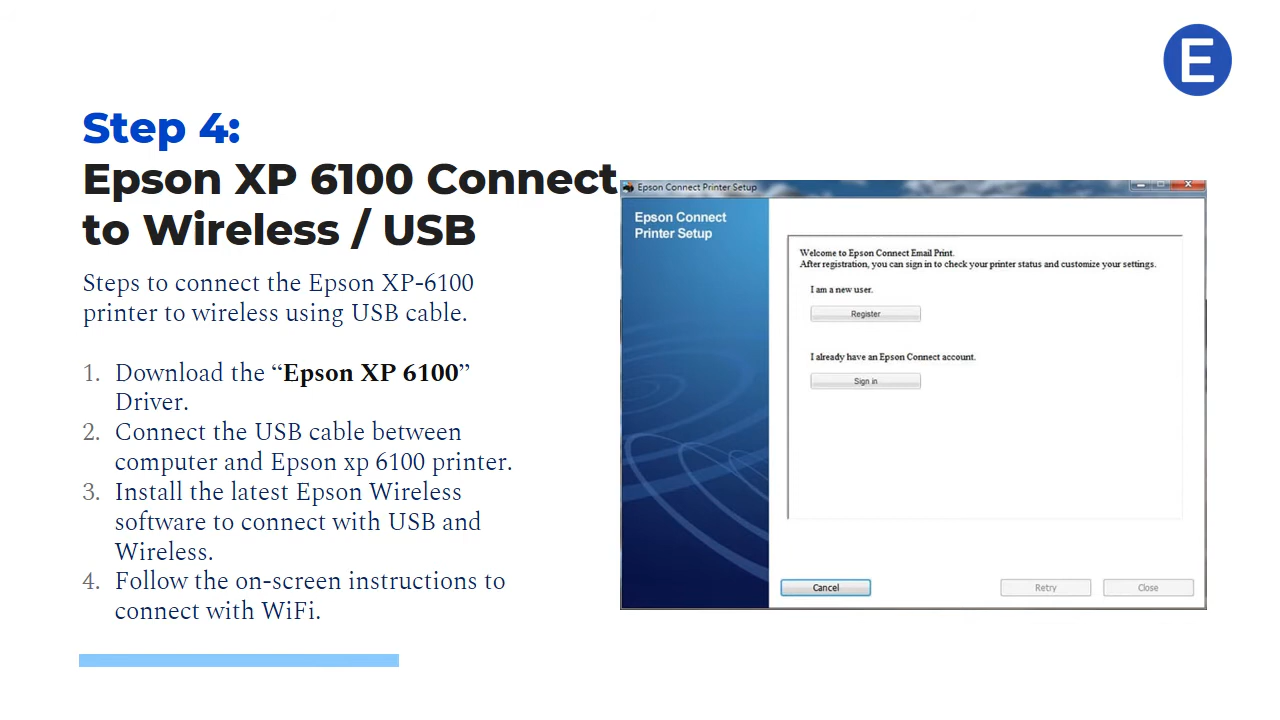 E
Step 4:
Epson XP 6100 Connect
to Wireless / USB
Steps to connect the Epson XP-6100
printer to wireless using USB cable.
1. Download the “Epson XP 6100”
Driver.
2. Connect the USB cable between
computer and Epson xp 6100 printer.
3. Install the latest Epson Wireless
software to connect with USB and
Wireless.
4. Follow the on-screen instructions to
connect with WiFi.
Epson Connect Printer Setup
Epson Connect
Printer Setup
Welcome to Epson Connect Email Print.
After registration, you can sign in to check your printer status and customize your settings.
I am a new user.
Register
I already have an Epson Connect account.
Sign in
Cancel
Retry
Close